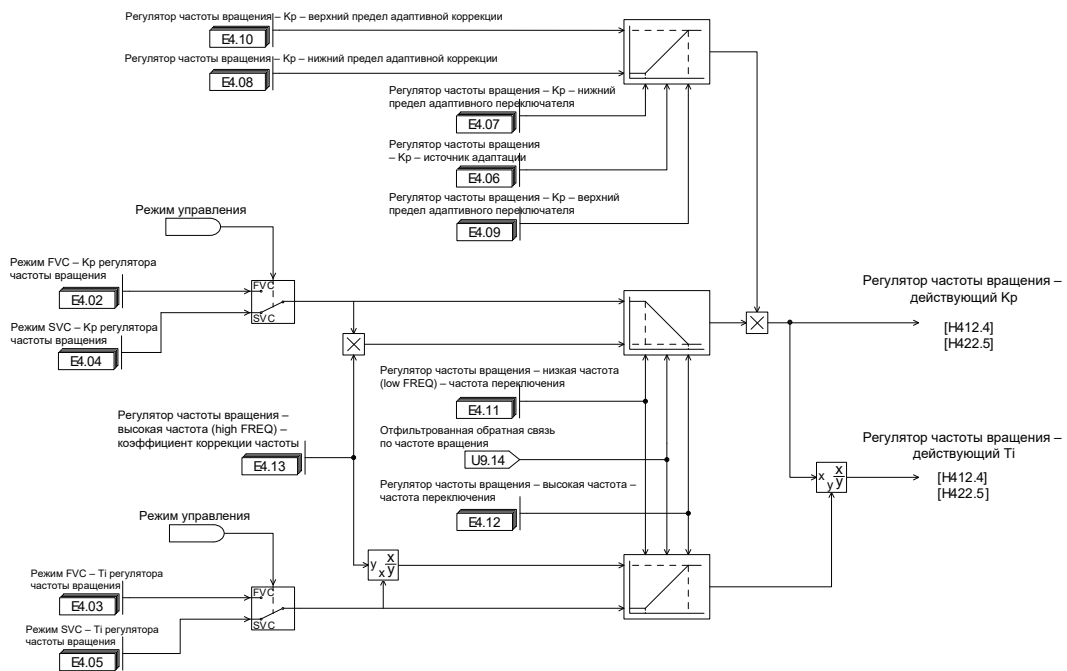 Регулятор частоты вращения – Kp – верхний предел адаптивной коррекции
E4.10
Регулятор частоты вращения – Kp – нижний предел адаптивной коррекции
E4.08
Регулятор частоты вращения – Kp – нижний
предел адаптивного переключателя
E4.07
Регулятор частоты вращения
– Kp – источник адаптации
E4.06
Регулятор частоты вращения – Kp – верхний
предел адаптивного переключателя
E4.09
Режим управления
Режим FVC – Kp регулятора
частоты вращения
E4.02
FVC
SVC
Режим SVC – Kp регулятора
частоты вращения
E4.04
Регулятор частоты вращения –
действующий Kp
[H412.4]
[H422.5]
Регулятор частоты вращения – низкая частота
(low FREQ) – частота переключения
E4.11
Регулятор частоты вращения –
высокая частота (high FREQ) –
коэффициент коррекции частоты
E4.13
Отфильтрованная обратная связь
по частоте вращения
U9.14
Регулятор частоты вращения – высокая частота –
частота переключения
E4.12
Регулятор частоты вращения –
действующий Ti
x y x/y
[H412.4]
[H422.5]
Режим управления
y x x/y
Режим FVC – Ti регулятора
частоты вращения
E4.03
FVC
SVC
Режим SVC – Ti регулятора
частоты вращения
E4.05